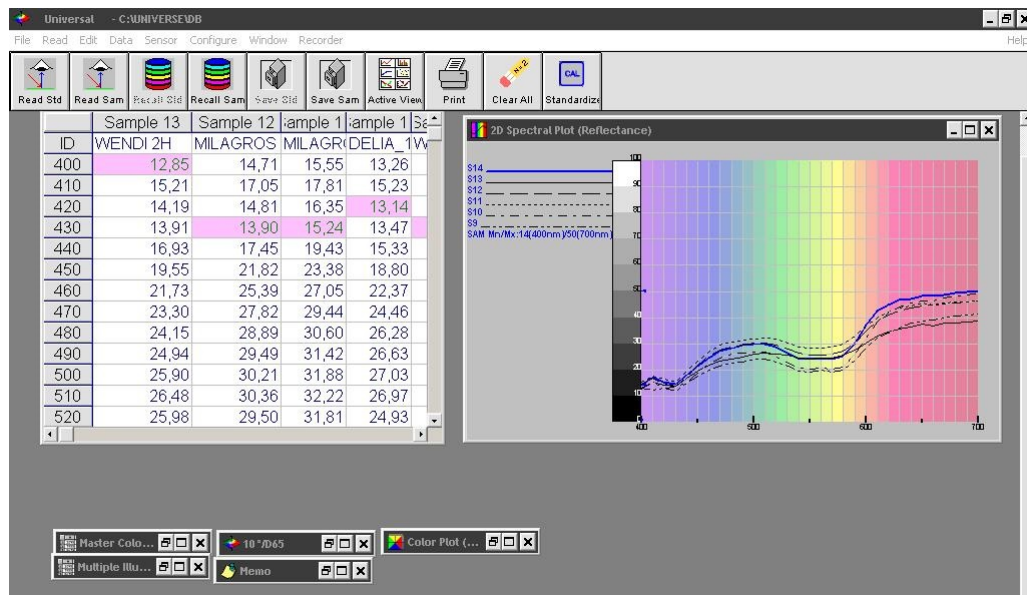 Universal - C:\UNIVERSE\DB
File Read Edit Data Sensor Configure Window Recorder Help
Read Std Read Sam Recall Std Recall Sam Save Std Save Sam Active View Print Clear All Standardize
N=2
CAL
Sample 13 Sample 12 ample 1 ample 1
ID WENDI 2H MILAGROS MILAGR DELIA_1
400 12,85 14,71 15,55 13,26
410 15,21 17,05 17,81 15,23
420 14,19 14,81 16,35 13,14
430 13,91 13,90 15,24 13,47
440 16,93 17,45 19,43 15,33
450 19,55 21,82 23,38 18,80
460 21,73 25,39 27,05 22,37
470 23,30 27,82 29,44 24,46
480 24,15 28,89 30,60 26,28
490 24,94 29,49 31,42 26,63
500 25,90 30,21 31,88 27,03
510 26,48 30,36 32,22 26,97
520 25,98 29,50 31,81 24,93
2D Spectral Plot (Reflectance)
S14
S13
S12
S11
S10
S9
SAM Mn/Mx:14(400nm)/50(700nm)
100
90
80
70
60
50
40
30
20
10
0
400 500 600 700
Master Colo... 10°/D65 Color Plot (...
Multiple Illu... Memo